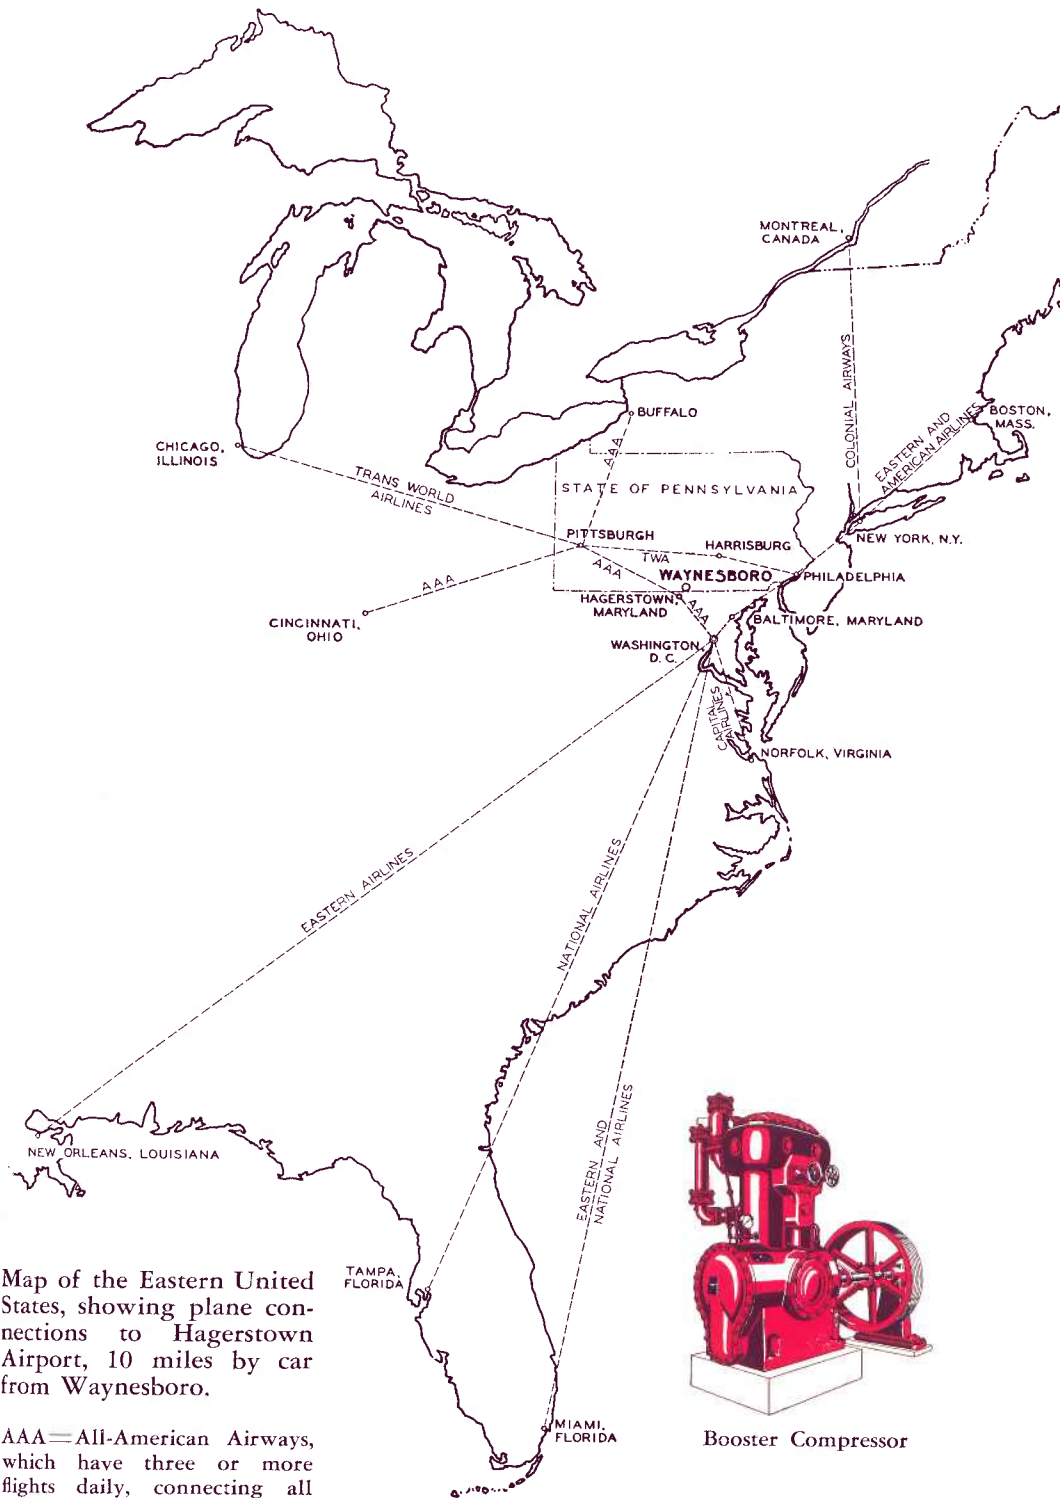 MONTREAL,
CANADA
COLONIAL AIRWAYS
BOSTON,
MASS.
EASTERN AND
AMERICAN AIRLINES
BUFFALO
AAA
CHICAGO,
ILLINOIS
TRANS WORLD
AIRLINES
STATE OF PENNSYLVANIA
PITTSBURGH
HARRISBURG
NEW YORK, N.Y.
TWA
AAA
WAYNESBORO
PHILADELPHIA
AAA
HAGERSTOWN,
MARYLAND
AAA
CINCINNATI,
OHIO
BALTIMORE, MARYLAND
WASHINGTON,
D. C.
CAPITAL
AIRLINES
NORFOLK, VIRGINIA
EASTERN AIRLINES
NATIONAL AIRLINES
EASTERN AND
NATIONAL AIRLINES
NEW ORLEANS, LOUISIANA
TAMPA,
FLORIDA
MIAMI,
FLORIDA
Map of the Eastern United
States, showing plane con-
nections to Hagerstown
Airport, 10 miles by car
from Waynesboro.
AAA=All-American Airways,
which have three or more
flights daily, connecting all
Booster Compressor